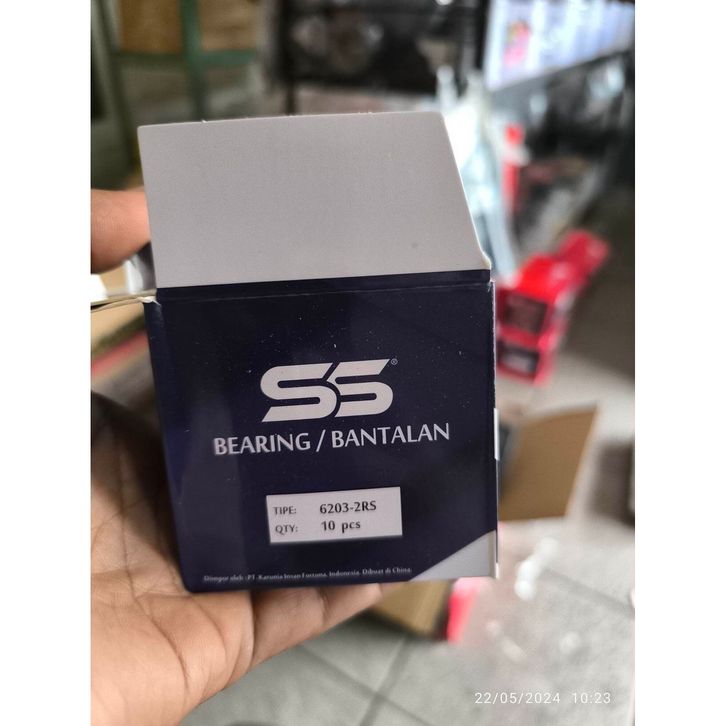 SS®
BEARING / BANTALAN
TIPE: 6203-2RS
QTY: 10 pcs
Diimpor oleh : PT. Karunia Insan Fortuna, Indonesia. Dibuat di China.
22/05/2024 10:23